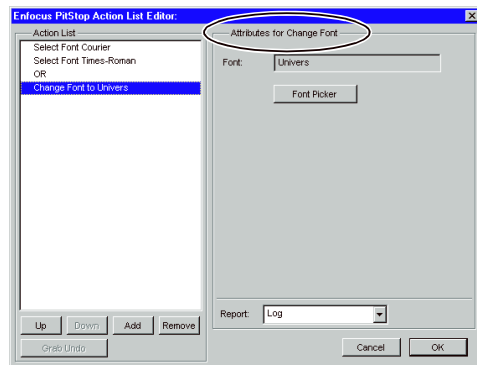 Enfocus PitStop Action List Editor:
Action List
Select Font Courier
Select Font Times-Roman
OR
Change Font to Univers
Up Down Add Remove
Grab Undo
Attributes for Change Font
Font: Univers
Font Picker
Report: Log
Cancel OK